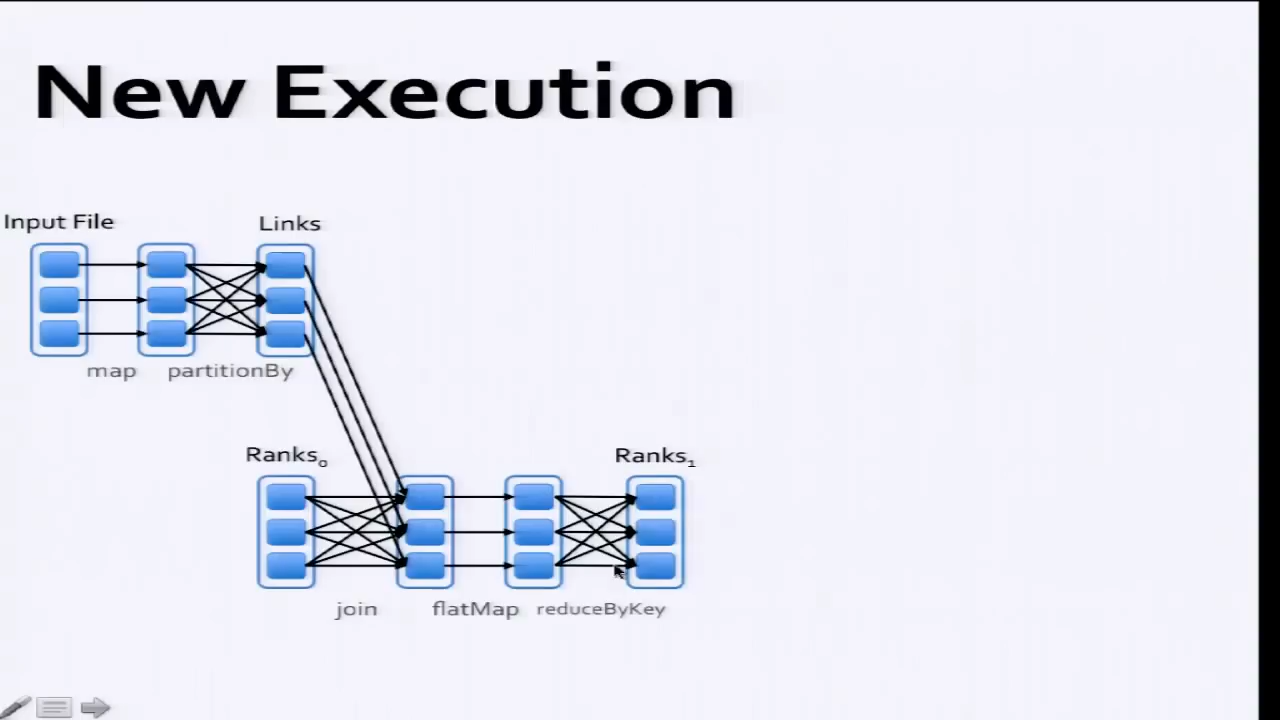 New Execution
Input File
Links
map
partitionBy
Ranks₀
Ranks₁
join
flatMap
reduceByKey